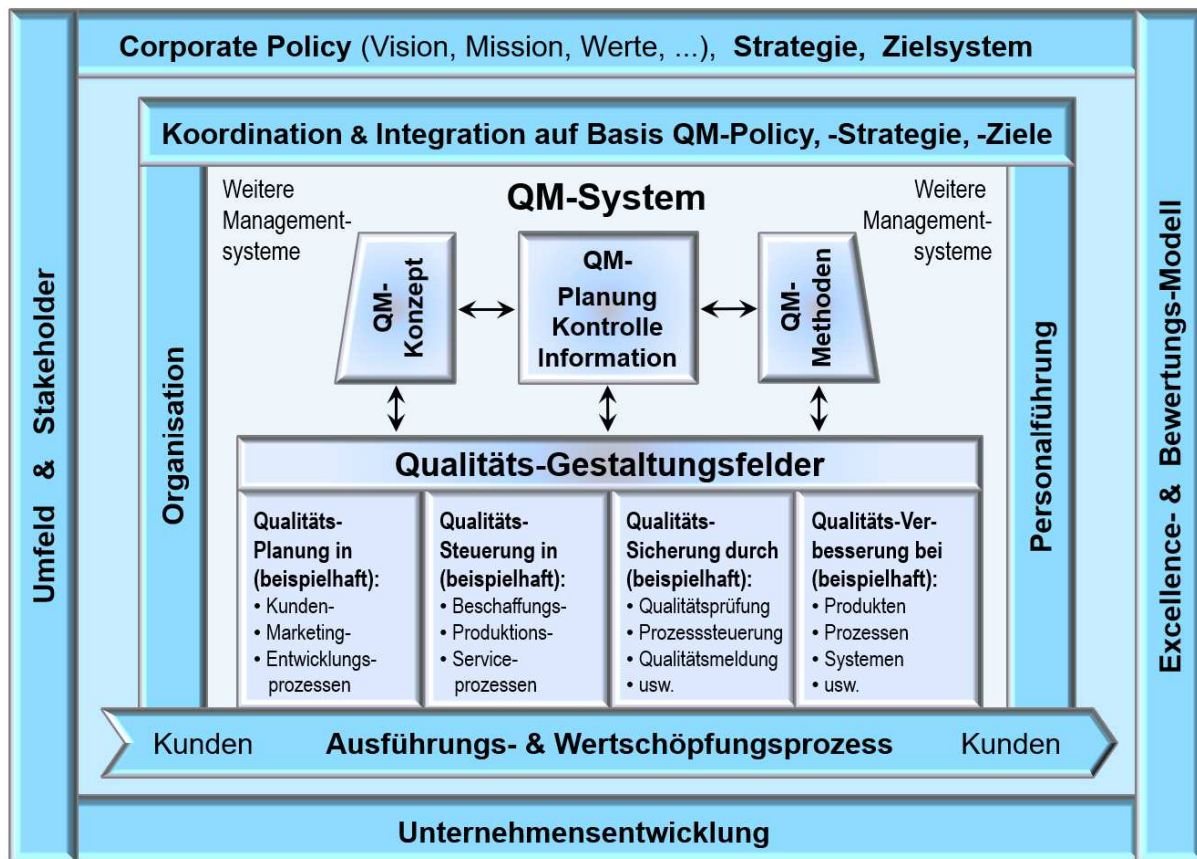 Corporate Policy (Vision, Mission, Werte, ...), Strategie, Zielsystem
Umfeld & Stakeholder
Excellence- & Bewertungs-Modell
Koordination & Integration auf Basis QM-Policy, -Strategie, -Ziele
Organisation
Personalführung
Weitere
Management-
systeme
QM-System
Weitere
Management-
systeme
QM-
Konzept
QM-
Planung
Kontrolle
Information
QM-
Methoden
Qualitäts-Gestaltungsfelder
Qualitäts-
Planung in
(beispielhaft):
• Kunden-
• Marketing-
• Entwicklungs-
prozessen
Qualitäts-
Steuerung in
(beispielhaft):
• Beschaffungs-
• Produktions-
• Service-
prozessen
Qualitäts-
Sicherung durch
(beispielhaft):
• Qualitätsprüfung
• Prozesssteuerung
• Qualitätsmeldung
• usw.
Qualitäts-Ver-
besserung bei
(beispielhaft):
• Produkten
• Prozessen
• Systemen
• usw.
Kunden Ausführungs- & Wertschöpfungsprozess Kunden
Unternehmensentwicklung